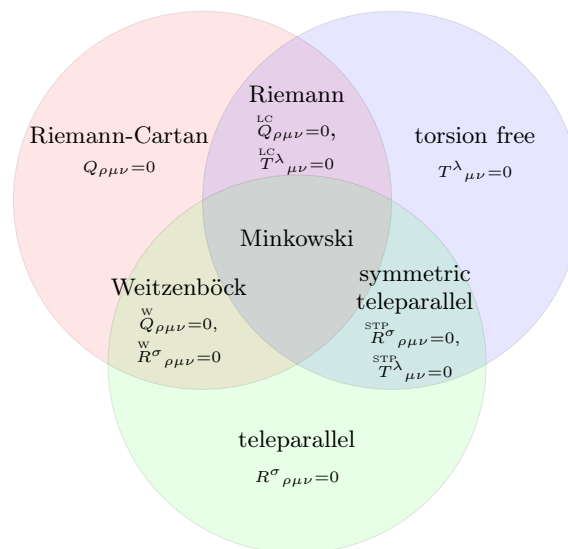 Riemann
LC
Q_{ρμν}=0,
LC
T^λ_{μν}=0
Riemann-Cartan
Q_{ρμν}=0
torsion free
T^λ_{μν}=0
Minkowski
Weitzenböck
W
Q_{ρμν}=0,
W
R^σ_{ρμν}=0
symmetric
teleparallel
STP
R^σ_{ρμν}=0,
STP
T^λ_{μν}=0
teleparallel
R^σ_{ρμν}=0